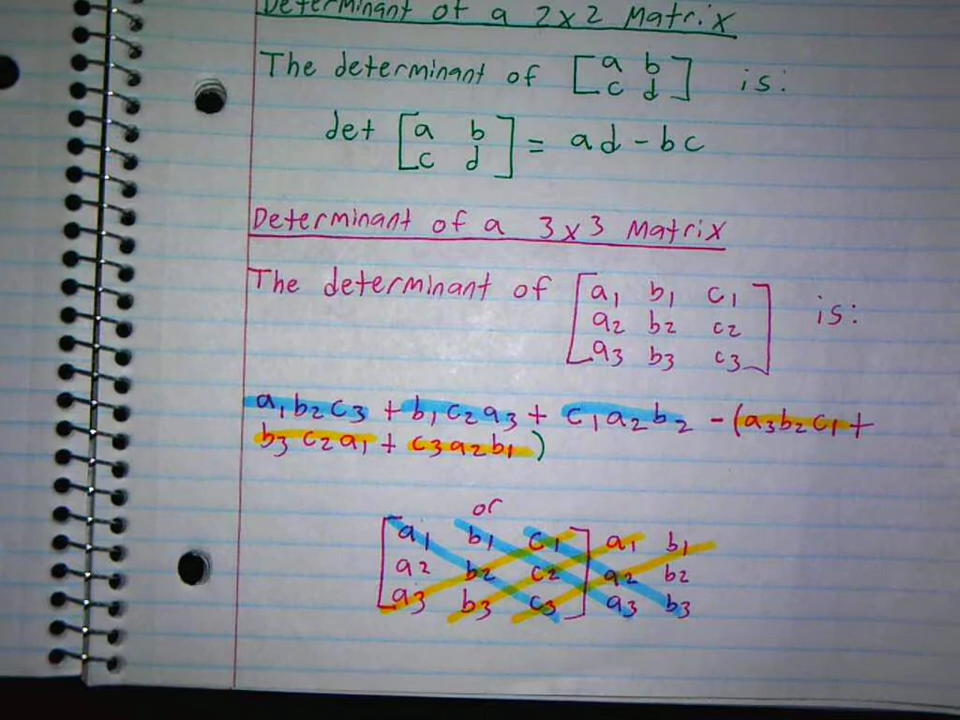 Determinant of a 2x2 Matrix
The determinant of [a b is:
c d]
det [a b
c d] = ad - bc
Determinant of a 3x3 Matrix
The determinant of [a1 b1 c1
a2 b2 c2 is:
a3 b3 c3]
a1b2c3 + b1c2a3 + c1a2b2 - (a3b2c1 +
b3c2a1 + c3a2b1)
or
[a1 b1 c1] a1 b1
a2 b2 c2 a2 b2
a3 b3 c3 a3 b3